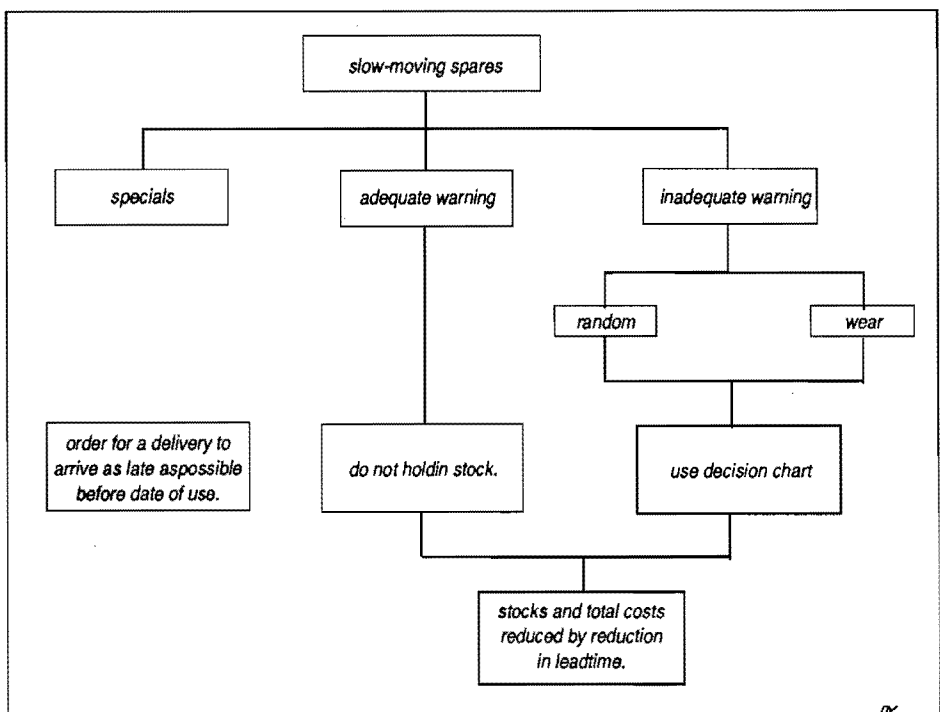 slow-moving spares
specials
adequate warning
inadequate warning
random
wear
order for a delivery to
arrive as late aspossible
before date of use.
do not holdin stock.
use decision chart
stocks and total costs
reduced by reduction
in leadtime.